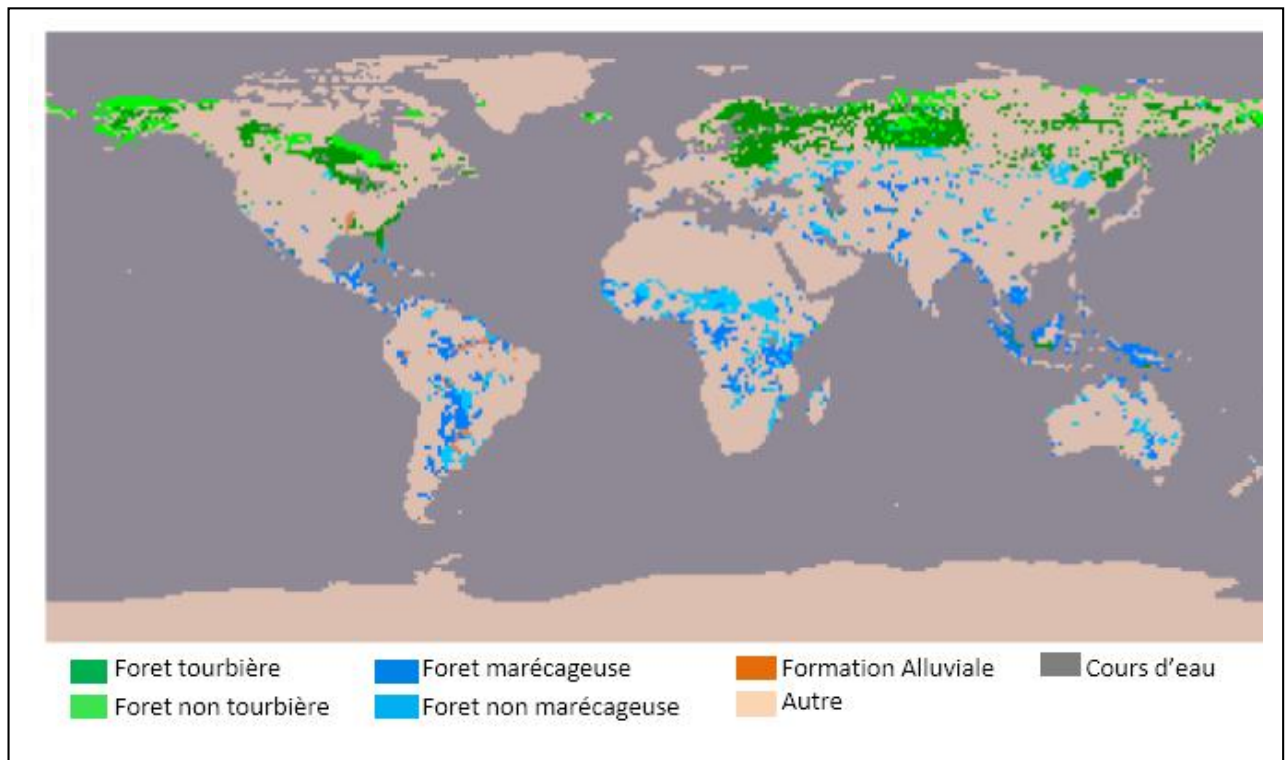 Foret tourbière
Foret marécageuse
Formation Alluviale
Cours d’eau
Foret non tourbière
Foret non marécageuse
Autre